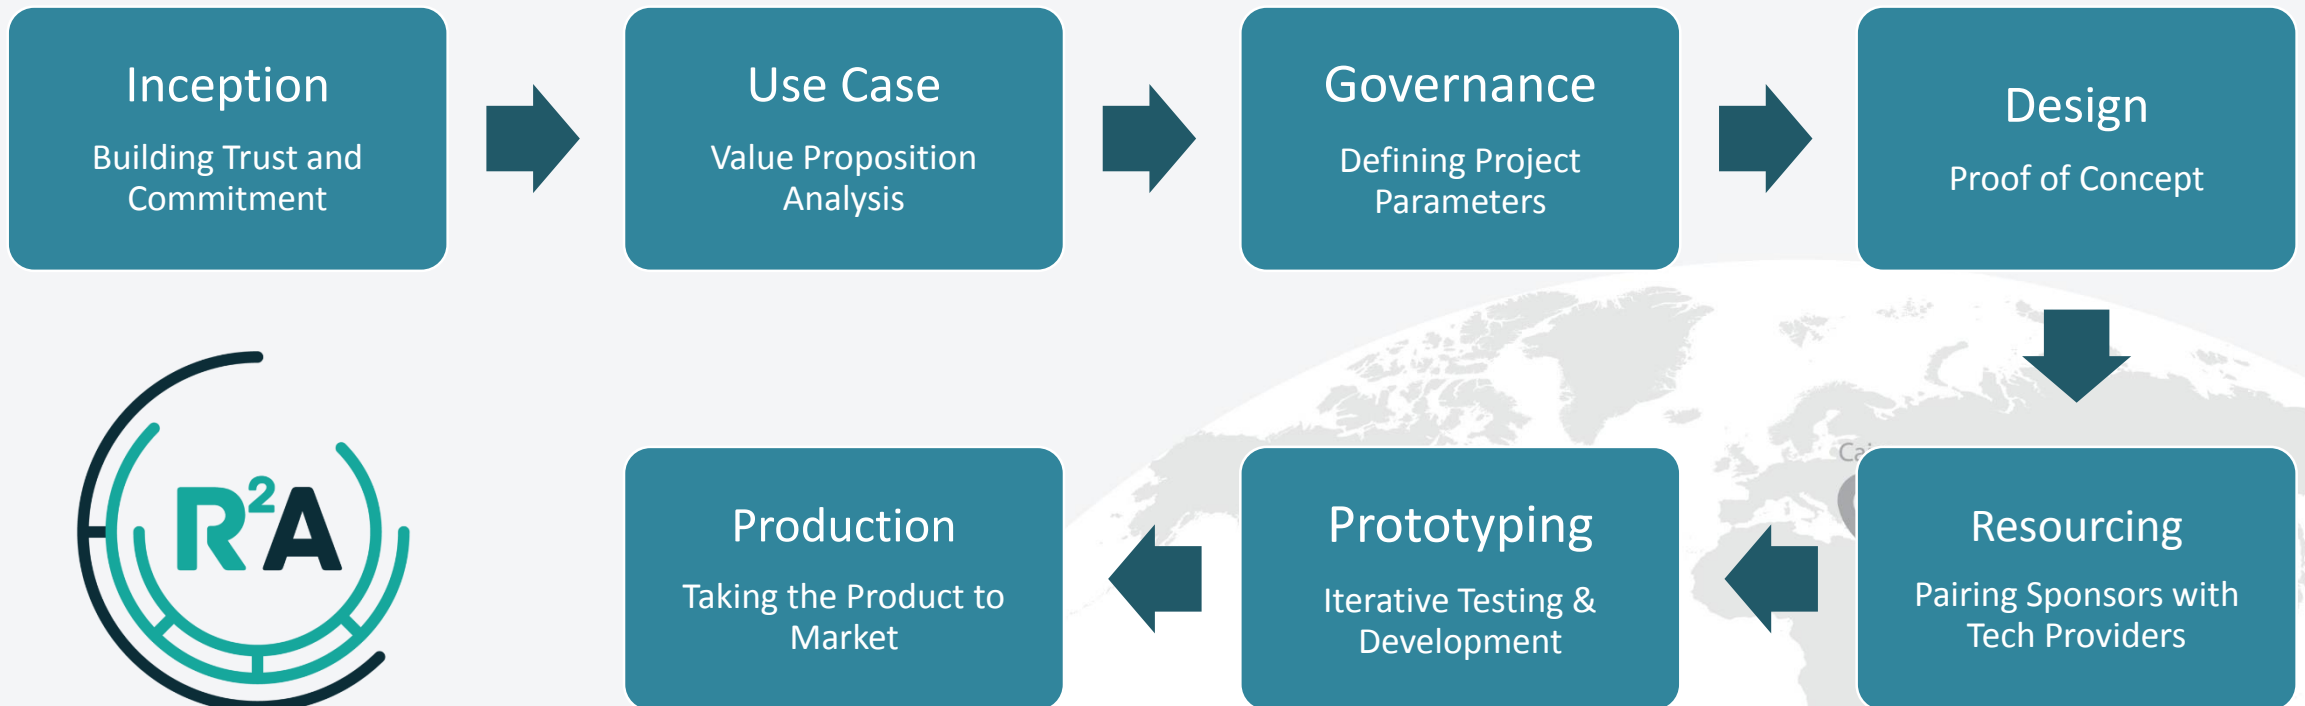 Inception
Building Trust and
Commitment
Use Case
Value Proposition
Analysis
Governance
Defining Project
Parameters
Design
Proof of Concept
Resourcing
Pairing Sponsors with
Tech Providers
Prototyping
Iterative Testing &
Development
Production
Taking the Product to
Market
R²A